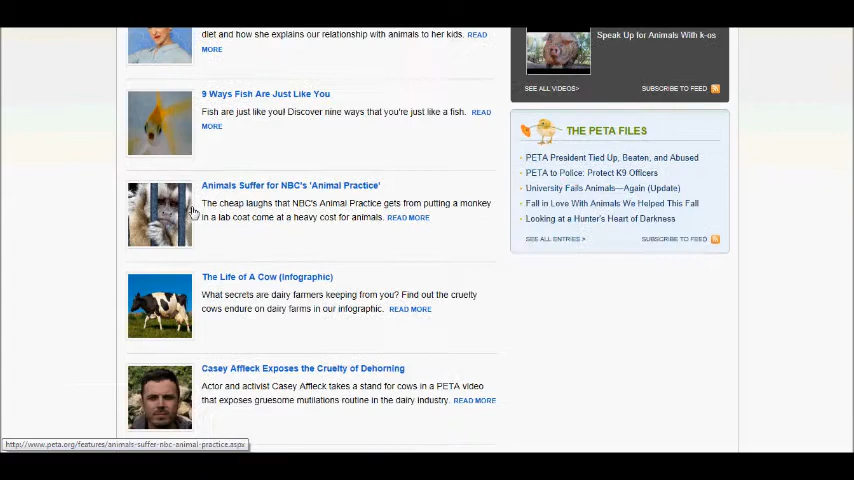 diet and how she explains our relationship with animals to her kids. READ
MORE
9 Ways Fish Are Just Like You
Fish are just like you! Discover nine ways that you're just like a fish. READ
MORE
Animals Suffer for NBC's 'Animal Practice'
The cheap laughs that NBC's Animal Practice gets from putting a monkey
in a lab coat come at a heavy cost for animals. READ MORE
The Life of A Cow (Infographic)
What secrets are dairy farmers keeping from you? Find out the cruelty
cows endure on dairy farms in our infographic. READ MORE
Casey Affleck Exposes the Cruelty of Dehorning
Actor and activist Casey Affleck takes a stand for cows in a PETA video
that exposes gruesome mutilations routine in the dairy industry. READ MORE
Speak Up for Animals With k-os
SEE ALL VIDEOS> SUBSCRIBE TO FEED
THE PETA FILES
PETA President Tied Up, Beaten, and Abused
PETA to Police: Protect K9 Officers
University Fails Animals—Again (Update)
Fall in Love With Animals We Helped This Fall
Looking at a Hunter's Heart of Darkness
SEE ALL ENTRIES > SUBSCRIBE TO FEED
http://www.peta.org/features/animals-suffer-nbc-animal-practice.aspx